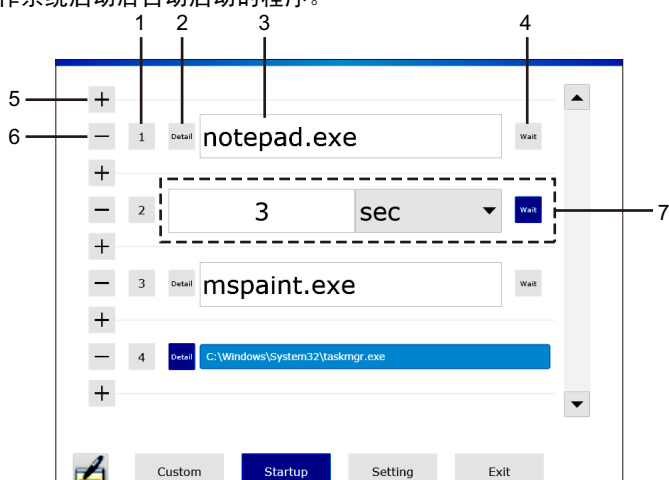 作系统启动后自动启动的程序。
1 2 3 4
5 +
6 — 1 Detail notepad.exe Wait
+
— 2 3 sec Wait 7
+
— 3 Detail mspaint.exe Wait
+
— 4 Detail C:\Windows\System32\taskmgr.exe
+
Custom Startup Setting Exit